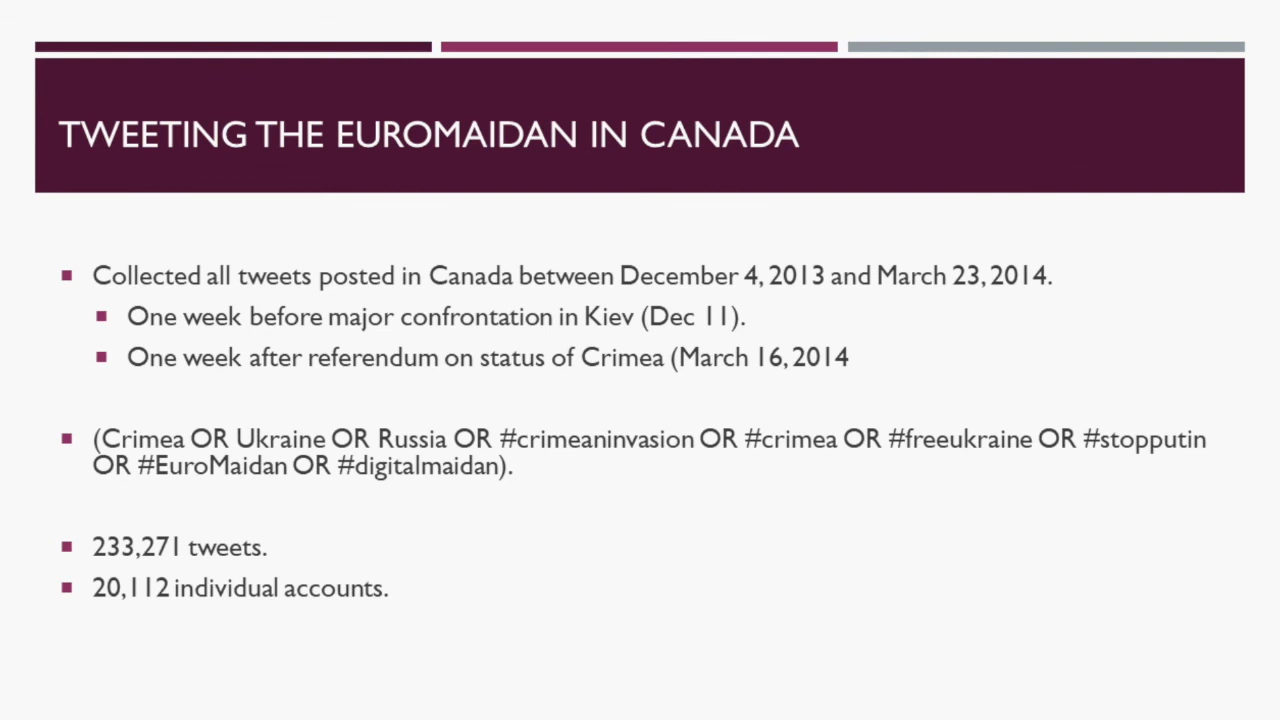 TWEETING THE EUROMAIDAN IN CANADA
Collected all tweets posted in Canada between December 4, 2013 and March 23, 2014.
One week before major confrontation in Kiev (Dec 11).
One week after referendum on status of Crimea (March 16, 2014
(Crimea OR Ukraine OR Russia OR #crimeaninvasion OR #crimea OR #freeukraine OR #stopputin
OR #EuroMaidan OR #digitalmaidan).
233,271 tweets.
20,112 individual accounts.